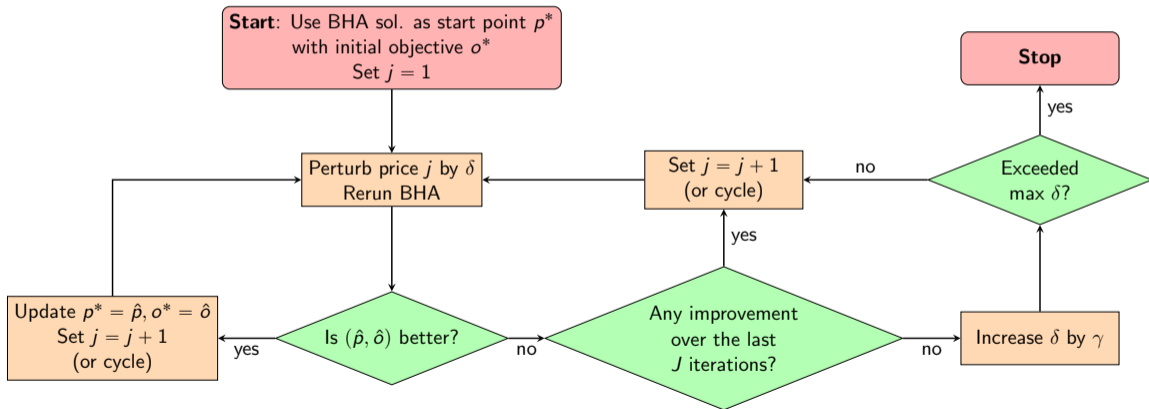 Start: Use BHA sol. as start point p*
with initial objective o*
Set j = 1
Stop
yes
Perturb price j by δ
Rerun BHA
Set j = j + 1
(or cycle)
no
Exceeded
max δ?
yes
Update p* = p̂, o* = ô
Set j = j + 1
(or cycle)
yes
Is (p̂, ô) better?
no
Any improvement
over the last
J iterations?
no
Increase δ by γ